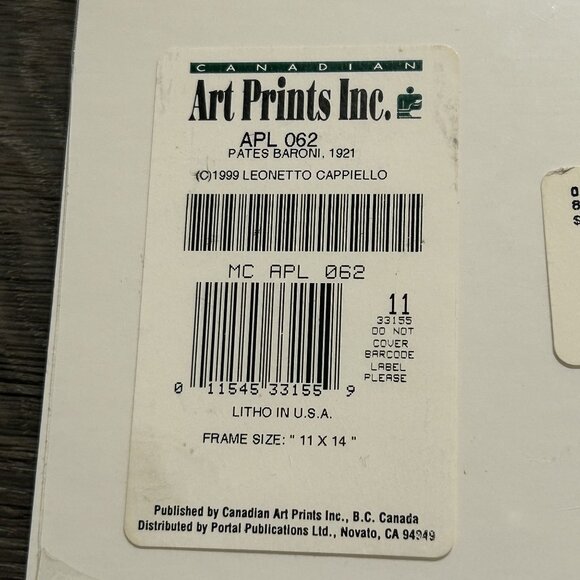 CANADIAN
Art Prints Inc.
APL 062
PATES BARONI, 1921
(C)1999 LEONETTO CAPPIELLO
MC APL 062
11
33155
DO NOT
COVER
BARCODE
LABEL
PLEASE
0 11545 33155 9
LITHO IN U.S.A.
FRAME SIZE: " 11 X 14 "
Published by Canadian Art Prints Inc., B.C. Canada
Distributed by Portal Publications Ltd., Novato, CA 94949
0
8
$